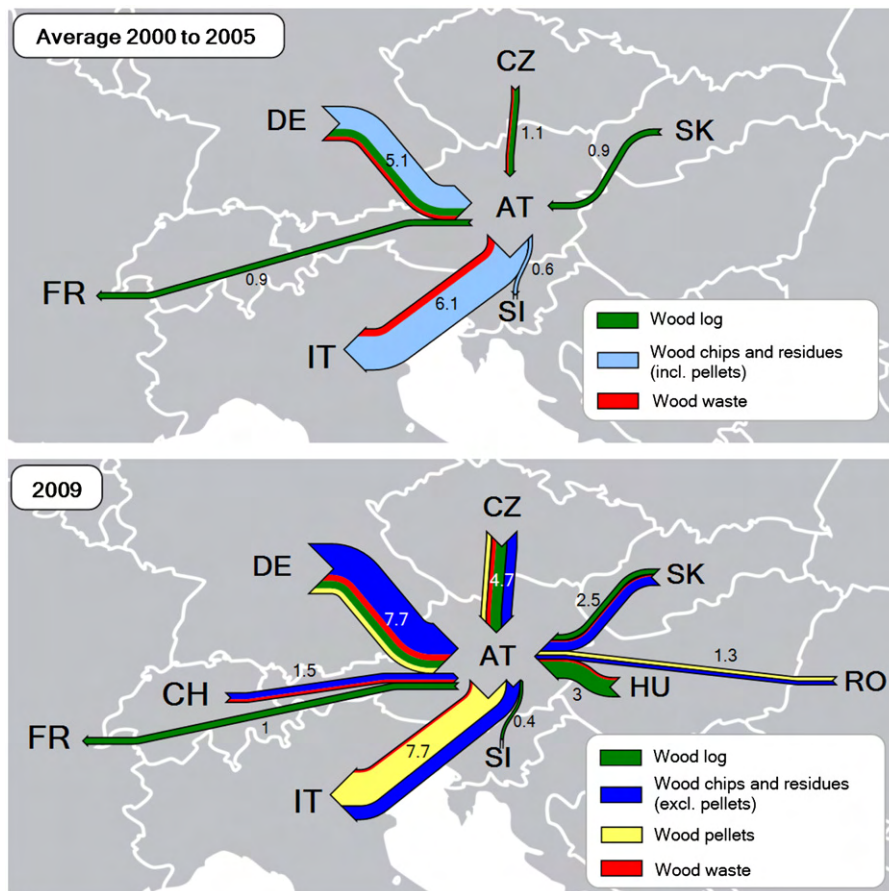 Average 2000 to 2005
CZ
DE
1.1
SK
5.1
0.9
AT
FR
0.9
0.6
6.1
SI
IT
Wood log
Wood chips and residues
(incl. pellets)
Wood waste
2009
CZ
DE
4.7
SK
2.5
7.7
AT
1.3
1.5
CH
HU
RO
3
FR
1
0.4
7.7
SI
IT
Wood log
Wood chips and residues
(excl. pellets)
Wood pellets
Wood waste